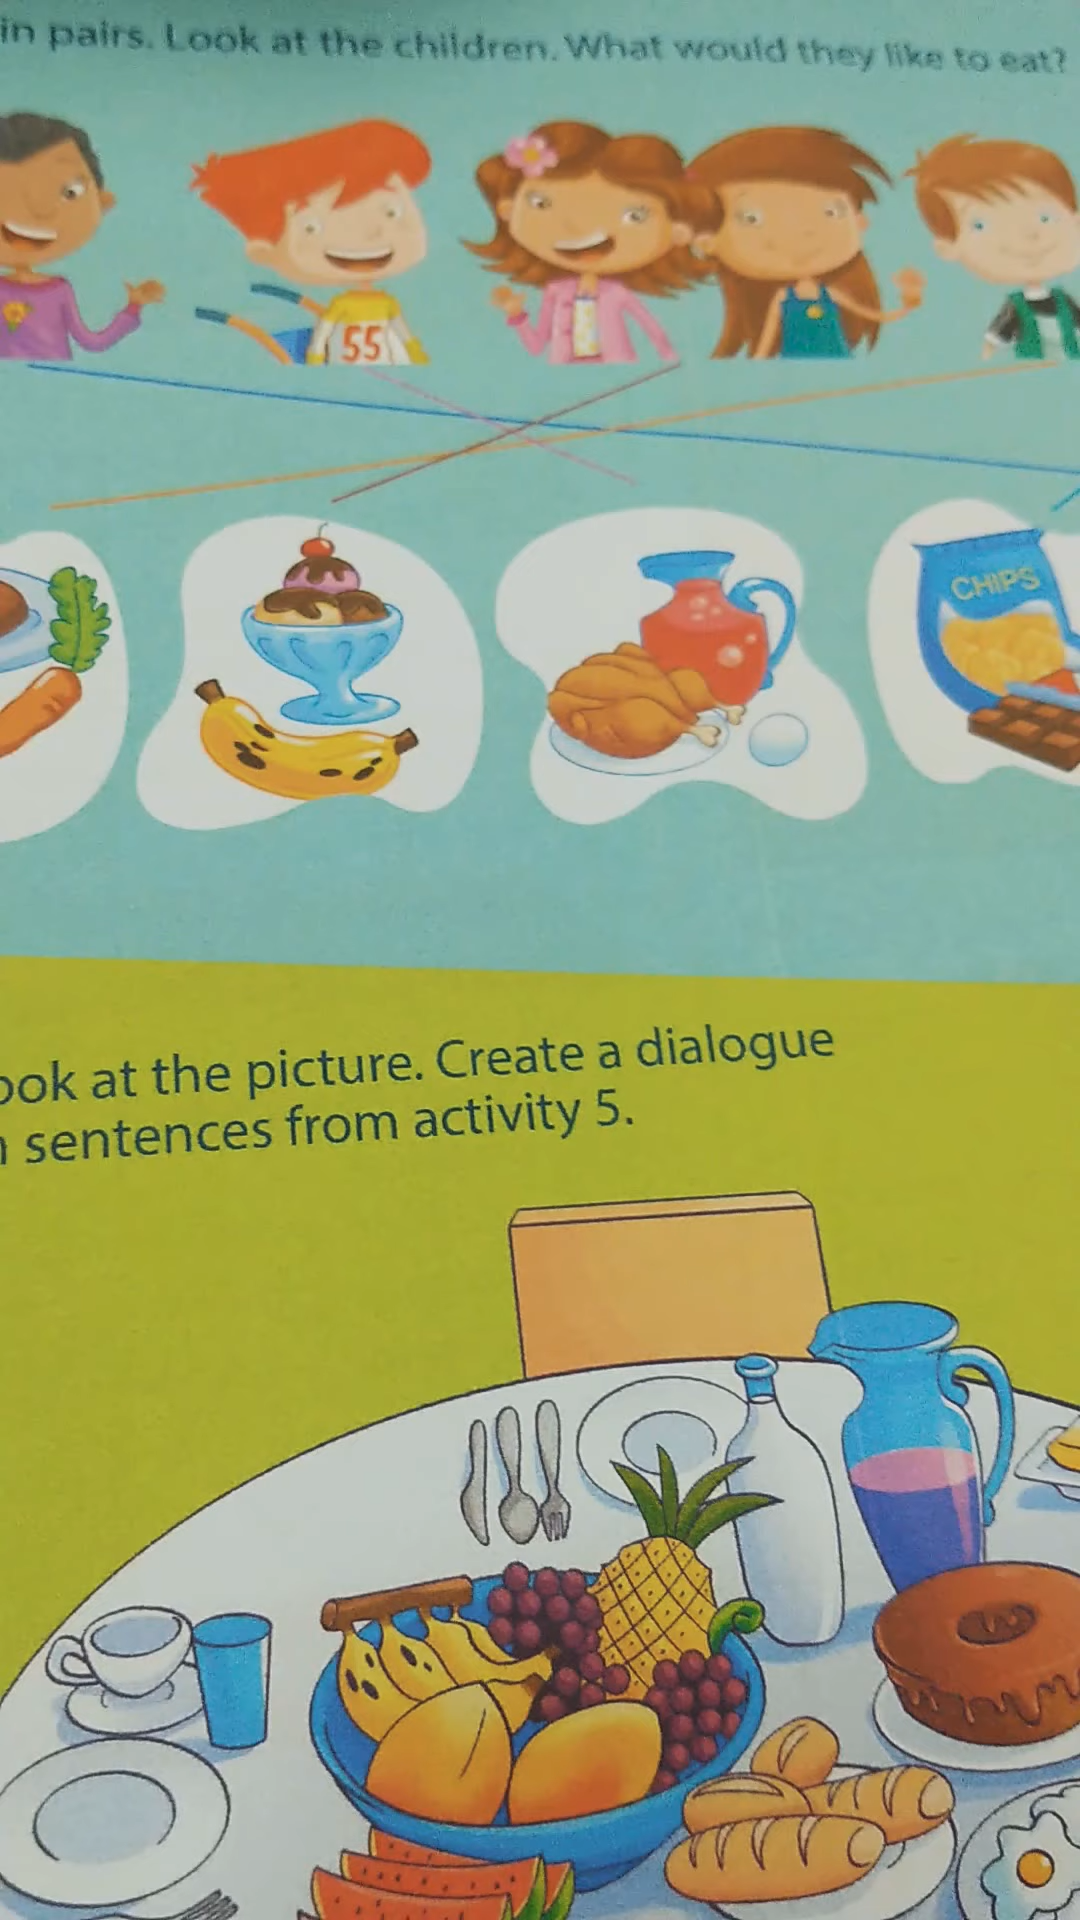 in pairs. Look at the children. What would they like to eat?
55
CHIPS
ook at the picture. Create a dialogue
sentences from activity 5.